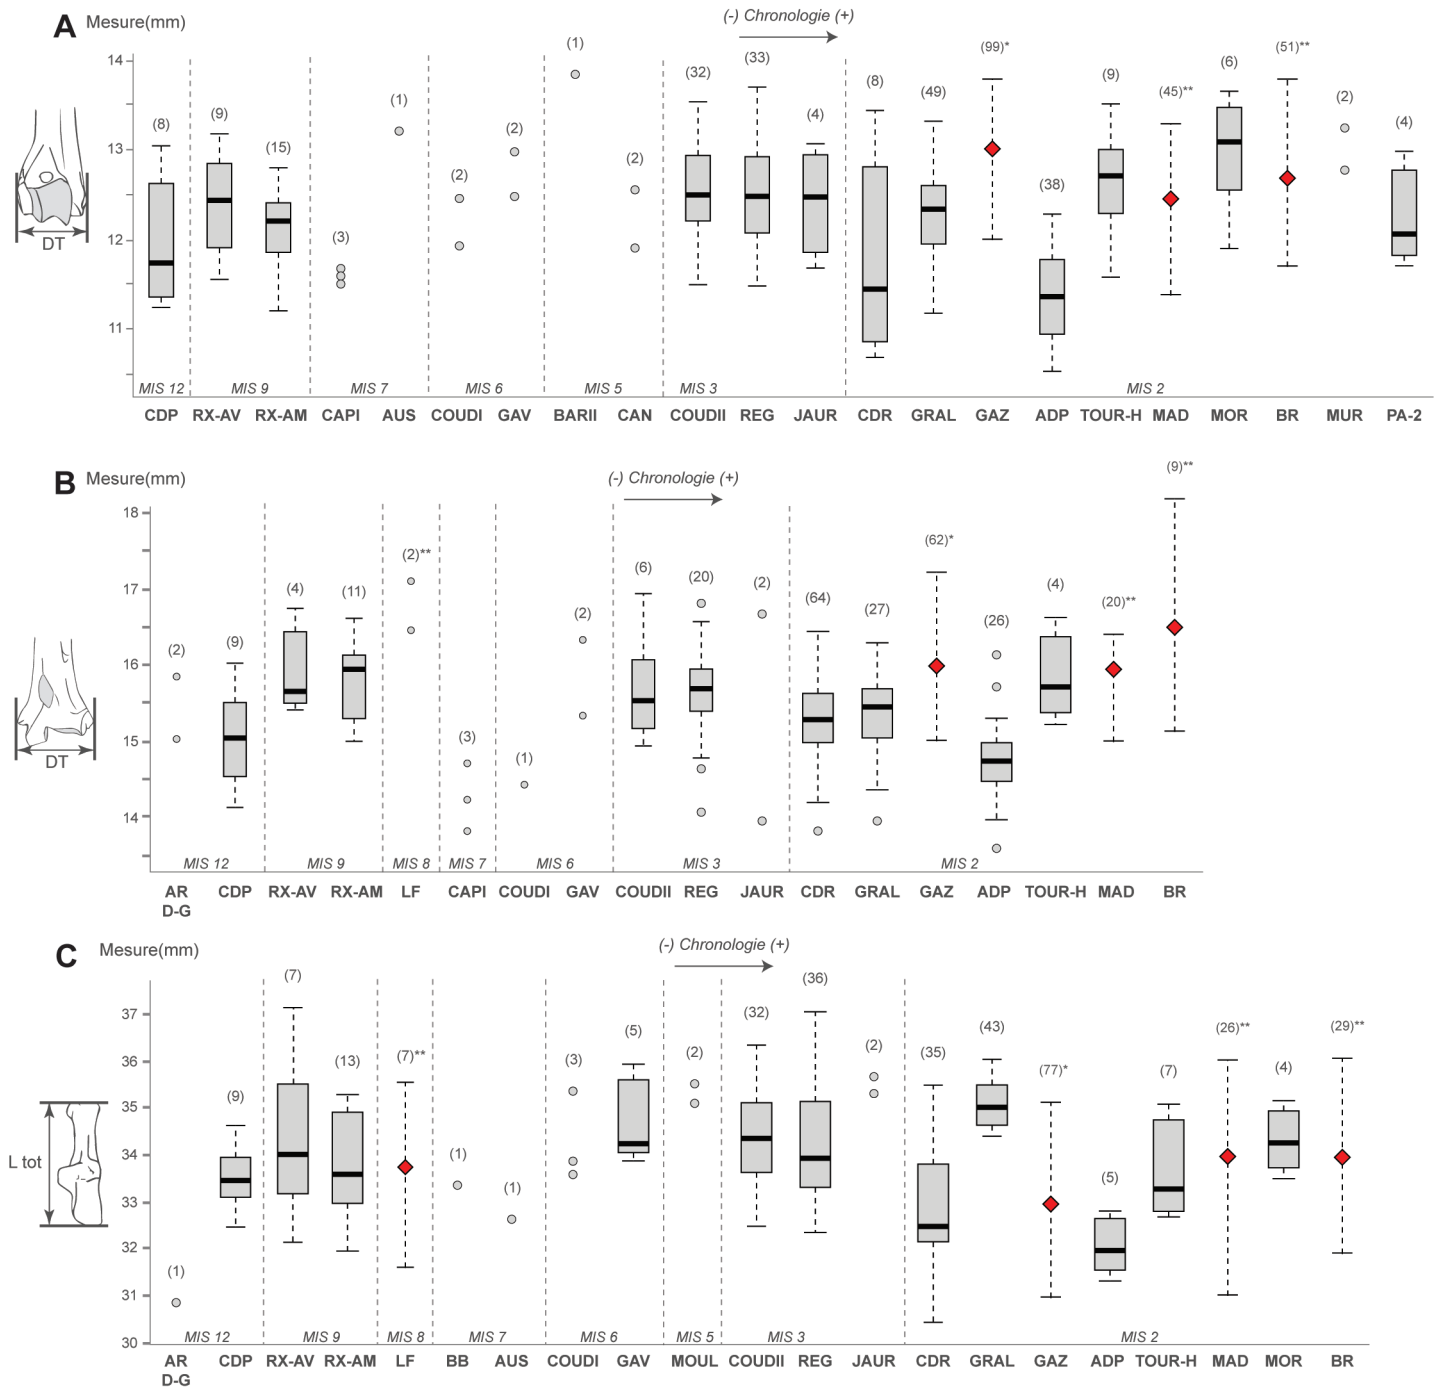 A Mesure(mm) (-) Chronologie (+)
14
13
12
11
DT
(8) (9) (15) (3) (1) (2) (2) (1) (2) (32) (33) (4) (8) (49) (99)* (38) (9) (45)** (6) (51)** (2) (4)
MIS 12 MIS 9 MIS 7 MIS 6 MIS 5 MIS 3 MIS 2
CDP RX-AV RX-AM CAPI AUS COUDI GAV BARII CAN COUDII REG JAUR CDR GRAL GAZ ADP TOUR-H MAD MOR BR MUR PA-2
B Mesure(mm) (-) Chronologie (+)
18
17
16
15
14
DT
(2) (9) (4) (11) (2)** (3) (1) (2) (6) (20) (2) (64) (27) (62)* (26) (4) (20)** (9)**
MIS 12 MIS 9 MIS 8 MIS 7 MIS 6 MIS 3 MIS 2
AR D-G CDP RX-AV RX-AM LF CAPI COUDI GAV COUDII REG JAUR CDR GRAL GAZ ADP TOUR-H MAD BR
C Mesure(mm) (-) Chronologie (+)
37
36
35
34
33
32
31
30
L tot
(1) (9) (7) (13) (7)** (1) (1) (3) (5) (2) (32) (36) (2) (35) (43) (77)* (5) (7) (26)** (4) (29)**
MIS 12 MIS 9 MIS 8 MIS 7 MIS 6 MIS 5 MIS 3 MIS 2
AR D-G CDP RX-AV RX-AM LF BB AUS COUDI GAV MOUL COUDII REG JAUR CDR GRAL GAZ ADP TOUR-H MAD MOR BR